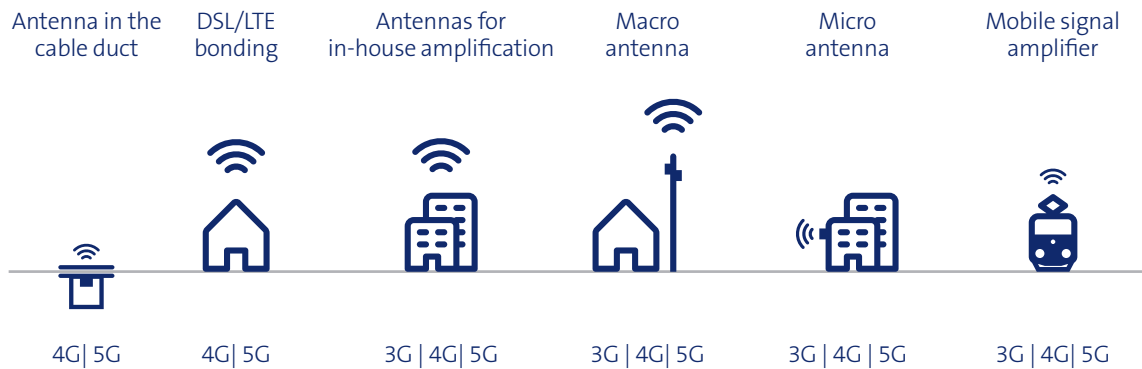 Antenna in the
cable duct
DSL/LTE
bonding
Antennas for
in-house amplification
Macro
antenna
Micro
antenna
Mobile signal
amplifier
4G| 5G
4G| 5G
3G | 4G| 5G
3G | 4G| 5G
3G | 4G | 5G
3G | 4G| 5G